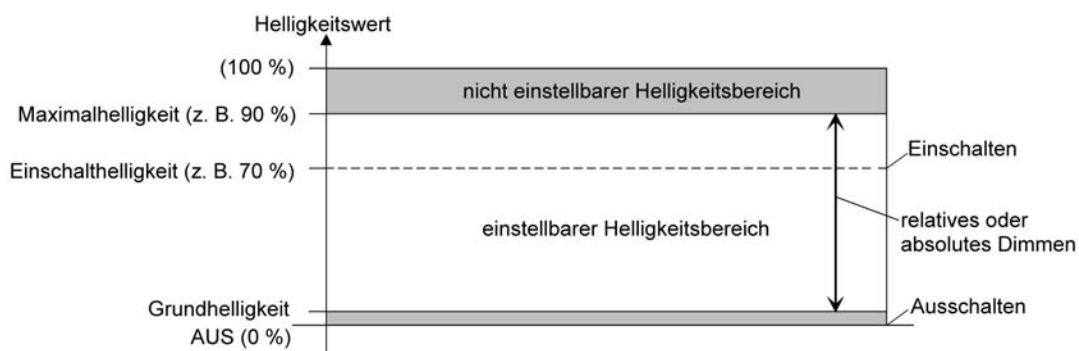 Helligkeitswert
(100 %)
nicht einstellbarer Helligkeitsbereich
Maximalhelligkeit (z. B. 90 %)
Einschalten
Einschalthelligkeit (z. B. 70 %)
relatives oder
absolutes Dimmen
einstellbarer Helligkeitsbereich
Grundhelligkeit
Ausschalten
AUS (0 %)